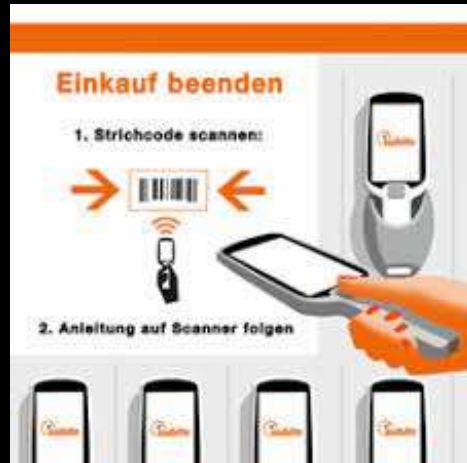 Einkauf beenden
1. Strichcode scannen:
2. Anleitung auf Scanner folgen